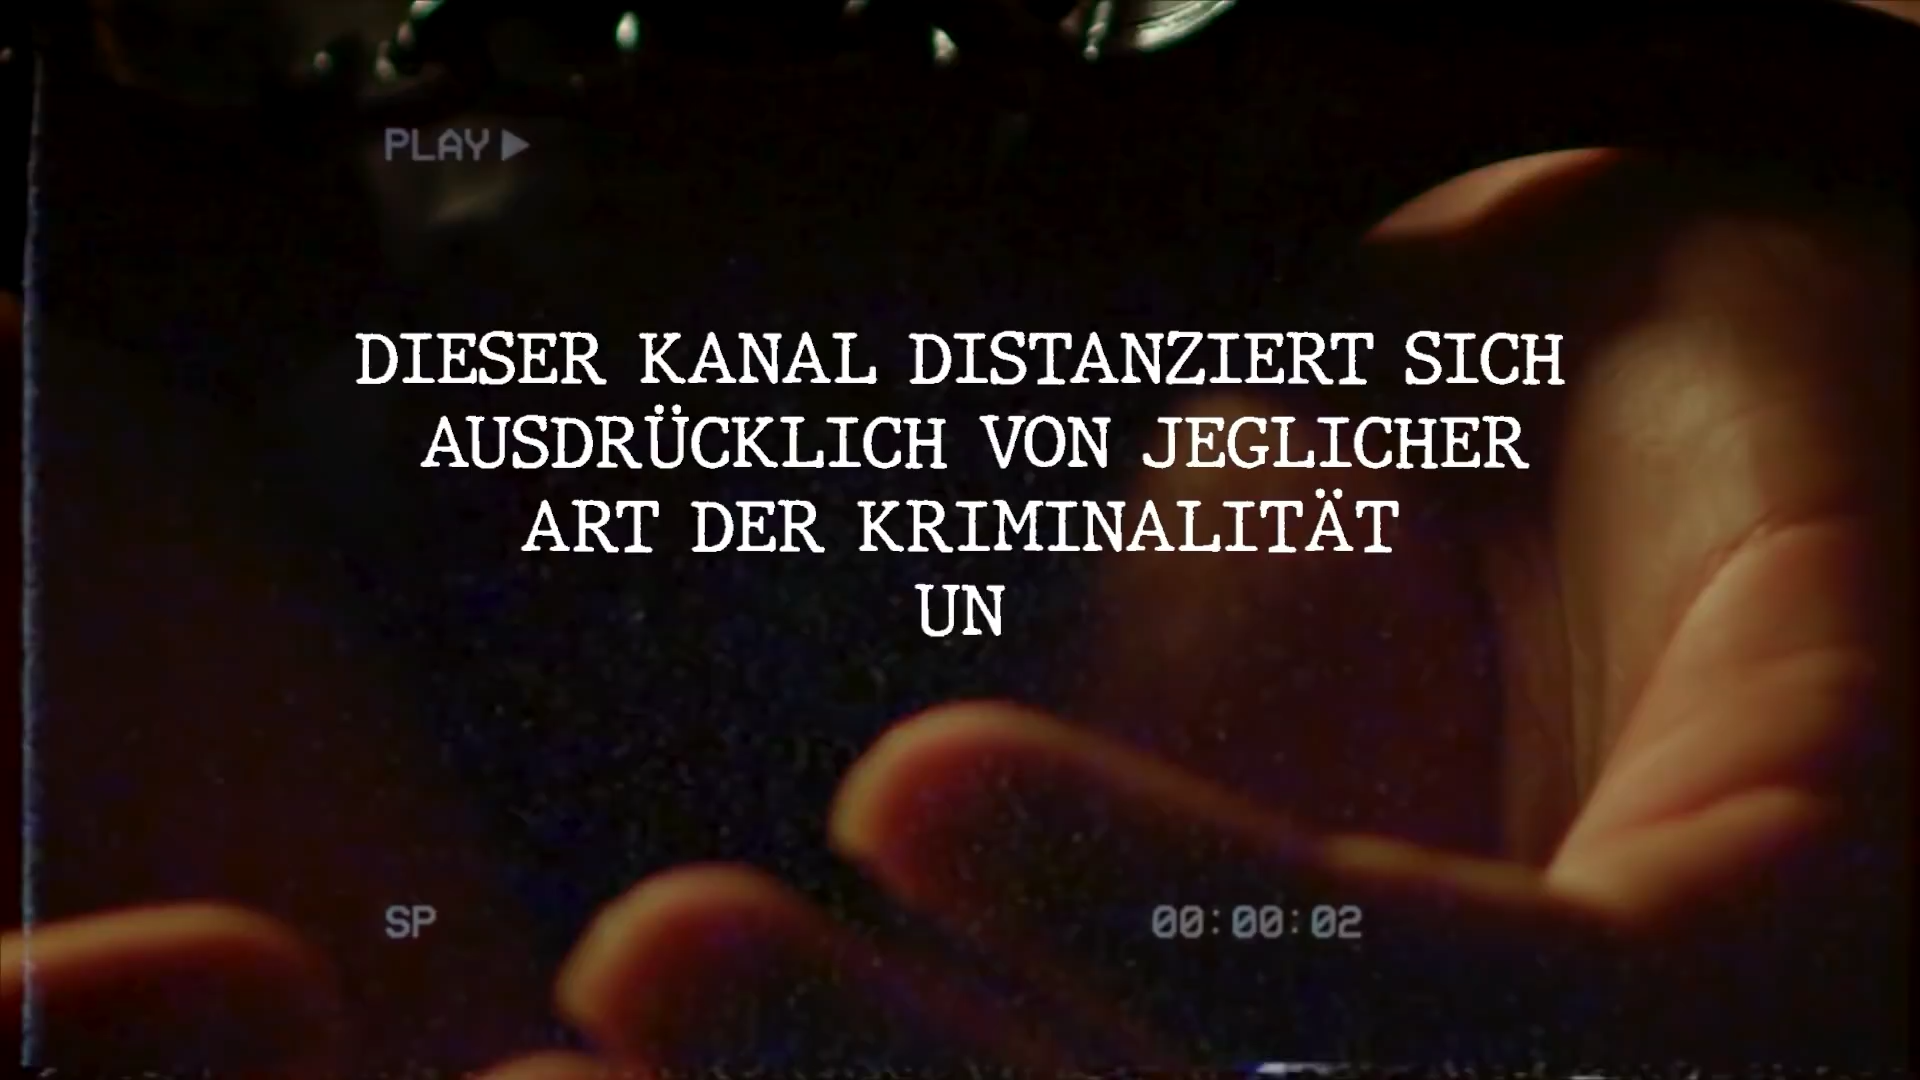 PLAY ▶
DIESER KANAL DISTANZIERT SICH
AUSDRÜCKLICH VON JEGLICHER
ART DER KRIMINALITÄT
UN
SP
00:00:02